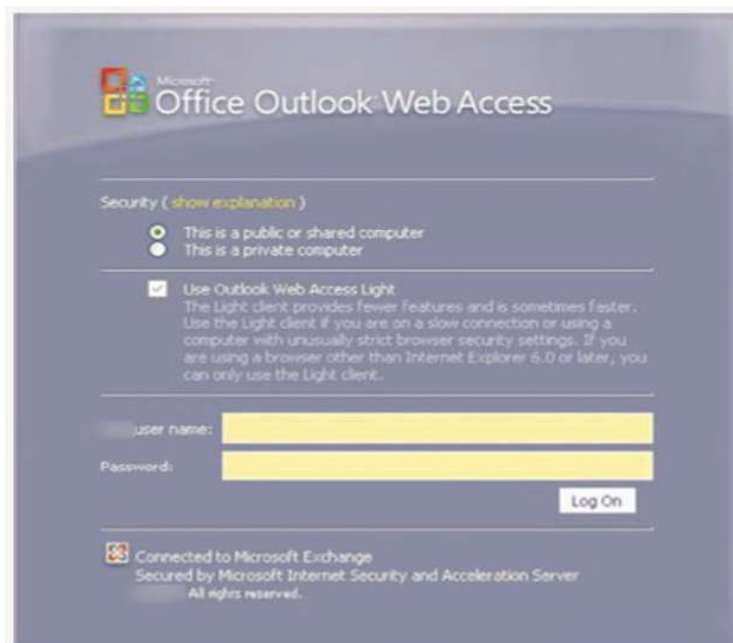 Microsoft
Office Outlook Web Access
Security ( show explanation )
This is a public or shared computer
This is a private computer
Use Outlook Web Access Light
The Light client provides fewer features and is sometimes faster.
Use the Light client if you are on a slow connection or using a
computer with unusually strict browser security settings. If you
are using a browser other than Internet Explorer 6.0 or later, you
can only use the Light client.
user name:
Password:
Log On
Connected to Microsoft Exchange
Secured by Microsoft Internet Security and Acceleration Server
All rights reserved.